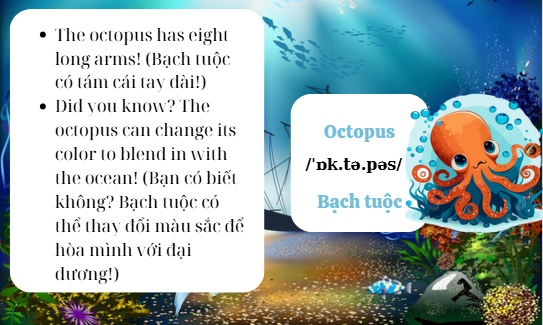 The octopus has eight
long arms! (Bạch tuộc
có tám cái tay dài!)
Did you know? The
octopus can change its
color to blend in with
the ocean! (Bạn có biết
không? Bạch tuộc có
thể thay đổi màu sắc để
hòa mình với đại
dương!)
Octopus
/ˈɒk.tə.pəs/
Bạch tuộc